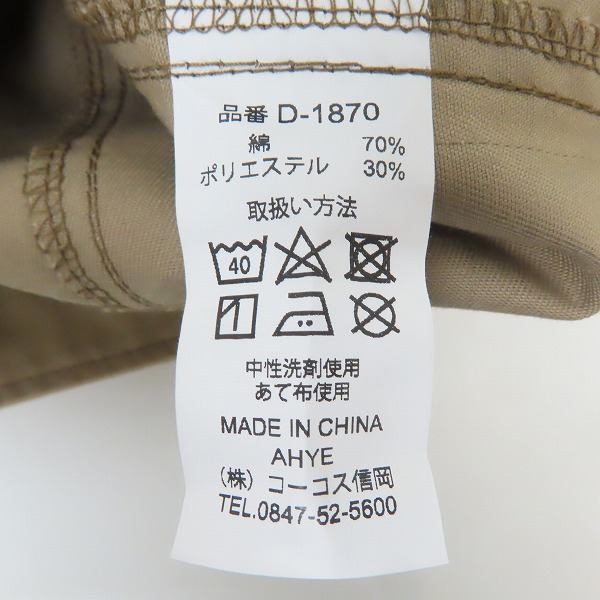 品番 D-1870
綿 70%
ポリエステル 30%
取扱い方法
40
中性洗剤使用
あて布使用
MADE IN CHINA
AHYE
（株）コーコス信岡
TEL.0847-52-5600